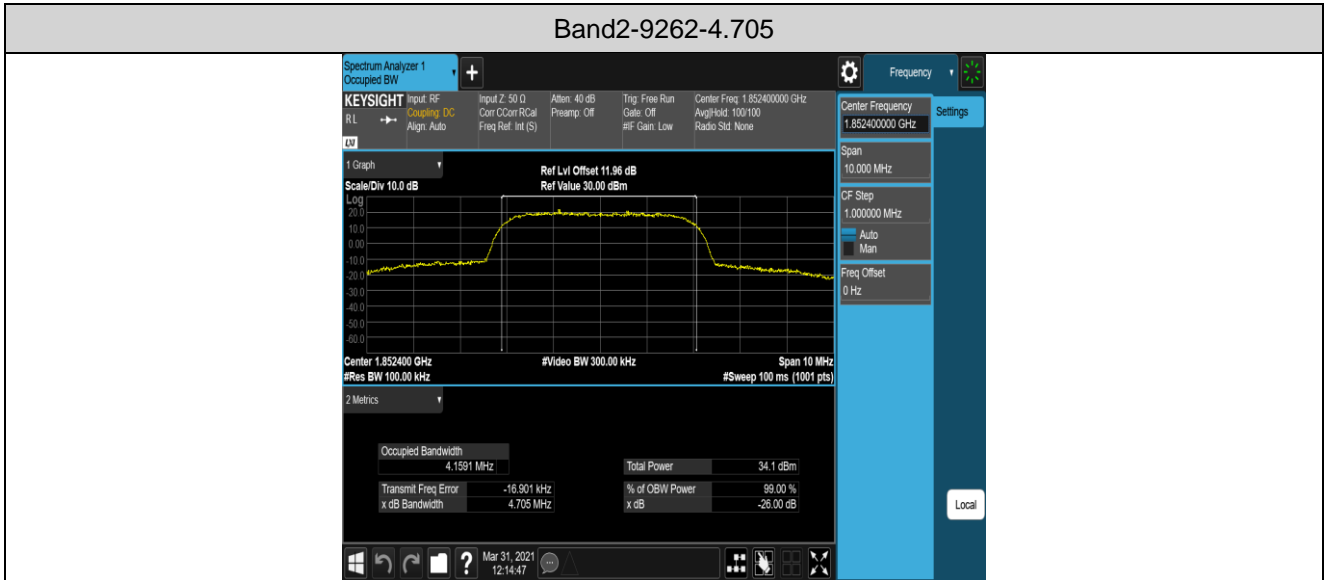 Band2-9262-4.705
Spectrum Analyzer 1
Occupied BW
+
Frequency
KEYSIGHT
Input: RF
Coupling: DC
Align: Auto
Input Z: 50 Ω
Corr CCorr RCal
Freq Ref: Int (S)
Atten: 40 dB
Preamp: Off
Trig: Free Run
Gate: Off
#IF Gain: Low
Center Freq: 1.852400000 GHz
Avg|Hold: 100/100
Radio Std: None
RL
LXI
Center Frequency
1.852400000 GHz
Settings
Span
10.000 MHz
CF Step
1.000000 MHz
Auto
Man
Freq Offset
0 Hz
1 Graph
Ref Lvl Offset 11.96 dB
Scale/Div 10.0 dB
Ref Value 30.00 dBm
Log
20.0
10.0
0.00
-10.0
-20.0
-30.0
-40.0
-50.0
-60.0
Center 1.852400 GHz
#Video BW 300.00 kHz
Span 10 MHz
#Res BW 100.00 kHz
#Sweep 100 ms (1001 pts)
2 Metrics
Occupied Bandwidth
4.1591 MHz
Total Power 34.1 dBm
Transmit Freq Error -16.901 kHz
% of OBW Power 99.00 %
x dB Bandwidth 4.705 MHz
x dB -26.00 dB
Local
?
Mar 31, 2021
12:14:47